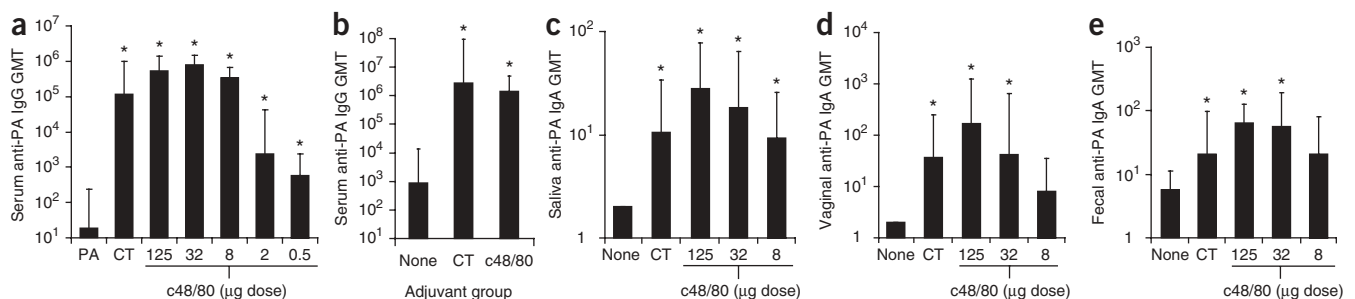 a
Serum anti-PA IgG GMT
10^7
10^6
10^5
10^4
10^3
10^2
10^1
* * * * * *
PA CT 125 32 8 2 0.5
c48/80 (μg dose)
b
Serum anti-PA IgG GMT
10^9
10^8
10^7
10^6
10^5
10^4
10^3
10^2
10^1
* *
None CT c48/80
Adjuvant group
c
Saliva anti-PA IgA GMT
10^2
10^1
1
* * * *
None CT 125 32 8
c48/80 (μg dose)
d
Vaginal anti-PA IgA GMT
10^4
10^3
10^2
10^1
1
* * *
None CT 125 32 8
c48/80 (μg dose)
e
Fecal anti-PA IgA GMT
10^3
10^2
10^1
1
* * *
None CT 125 32 8
c48/80 (μg dose)